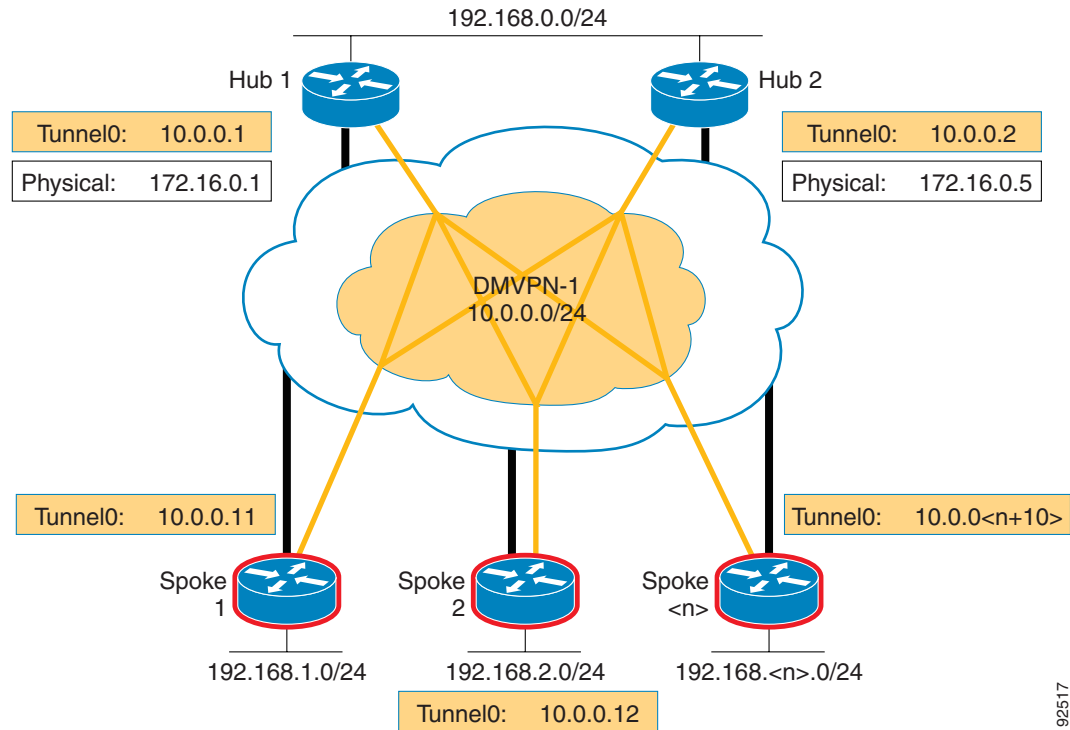 192.168.0.0/24
Hub 1
Hub 2
Tunnel0: 10.0.0.1
Physical: 172.16.0.1
Tunnel0: 10.0.0.2
Physical: 172.16.0.5
DMVPN-1
10.0.0.0/24
Tunnel0: 10.0.0.11
Tunnel0: 10.0.0<n+10>
Spoke
1
Spoke
2
Spoke
<n>
192.168.1.0/24
192.168.2.0/24
192.168.<n>.0/24
Tunnel0: 10.0.0.12
92517